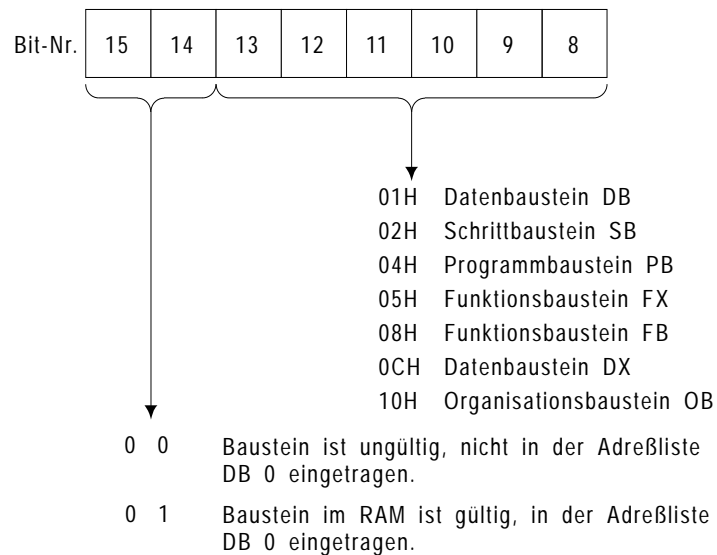 Bit-Nr. 15 14 13 12 11 10 9 8
01H Datenbaustein DB
02H Schrittbaustein SB
04H Programmbaustein PB
05H Funktionsbaustein FX
08H Funktionsbaustein FB
0CH Datenbaustein DX
10H Organisationsbaustein OB
0 0 Baustein ist ungültig, nicht in der Adreßliste
DB 0 eingetragen.
0 1 Baustein im RAM ist gültig, in der Adreßliste
DB 0 eingetragen.